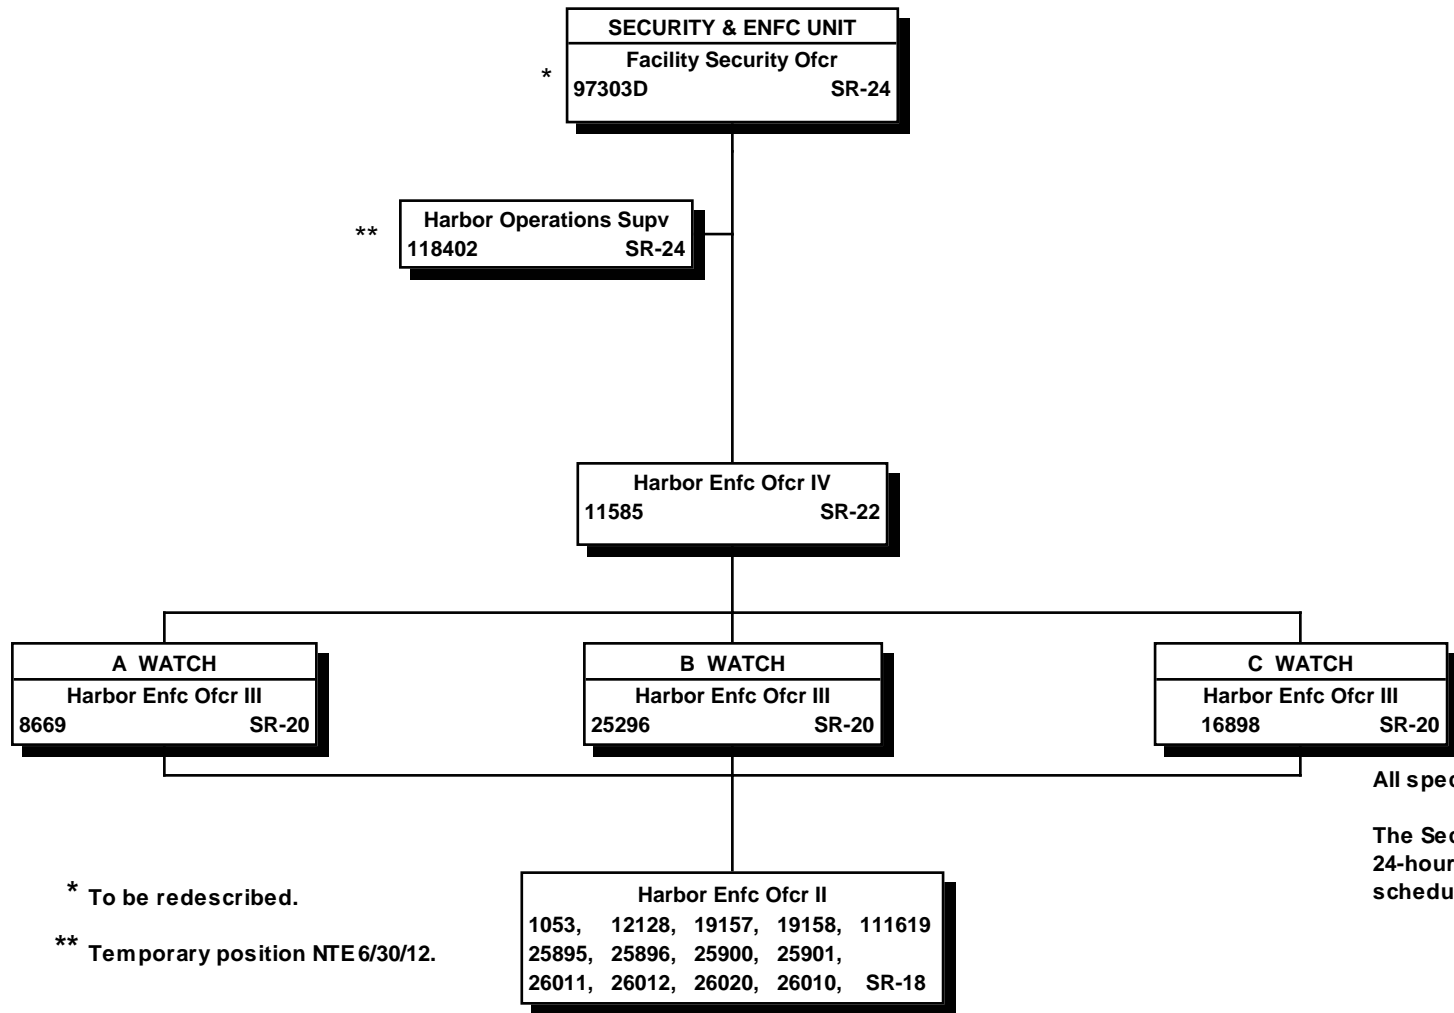 SECURITY & ENFC UNIT
Facility Security Ofcr
* 97303D SR-24
Harbor Operations Supv
** 118402 SR-24
Harbor Enfc Ofcr IV
11585 SR-22
A WATCH
Harbor Enfc Ofcr III
8669 SR-20
B WATCH
Harbor Enfc Ofcr III
25296 SR-20
C WATCH
Harbor Enfc Ofcr III
16898 SR-20
All
The
24-hour
Harbor Enfc Ofcr II
1053, 12128, 19157, 19158, 111619
25895, 25896, 25900, 25901,
26011, 26012, 26020, 26010, SR-18
* To be redescribed.
** Temporary position NTE 6/30/12.